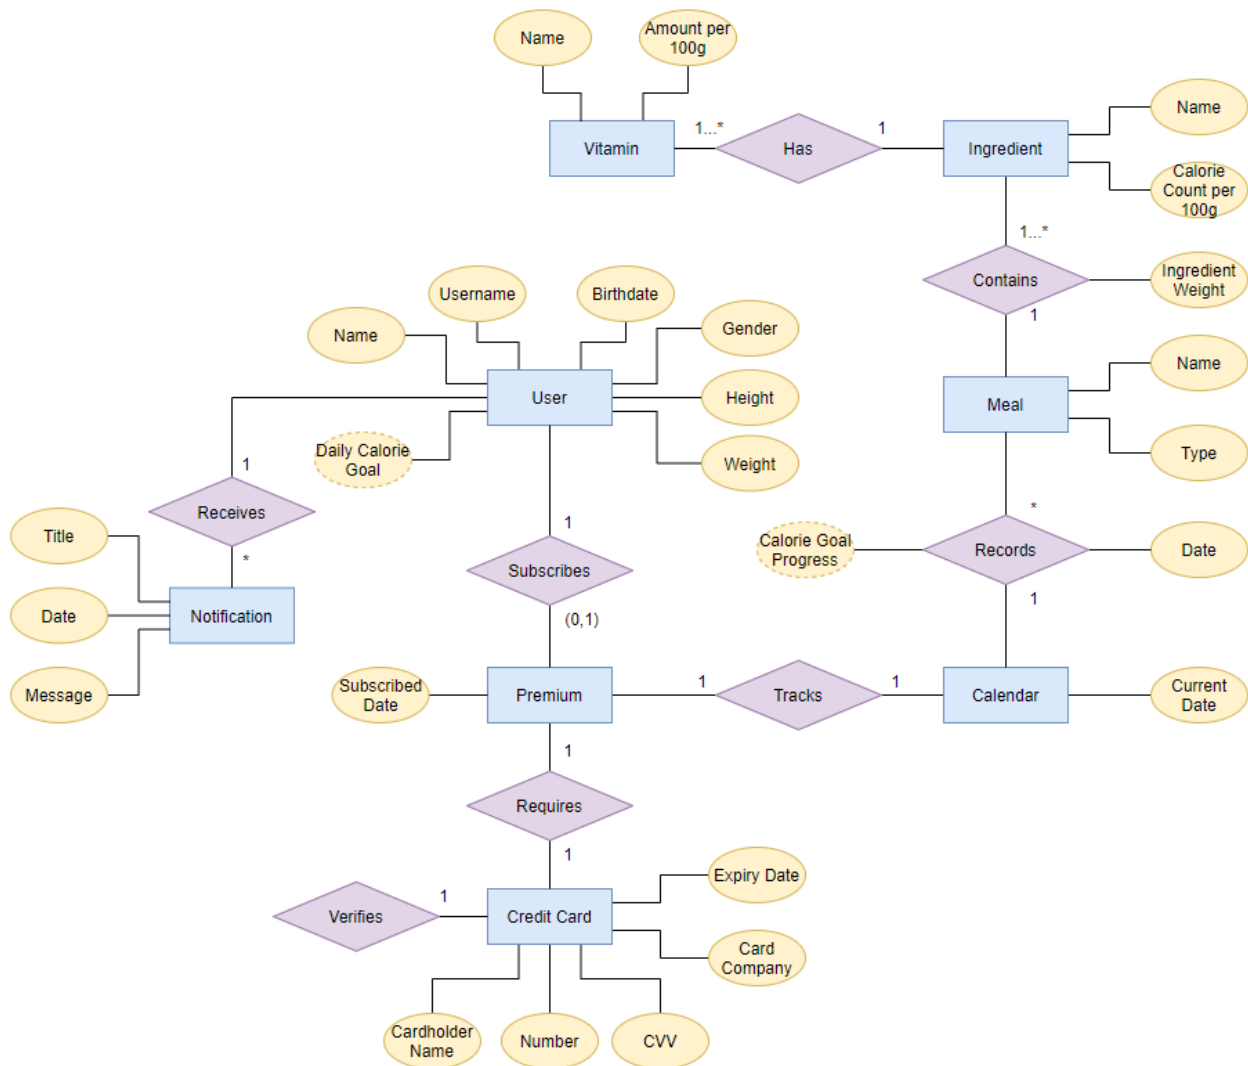 Name
Amount per
100g
Vitamin
1...*
Has
1
Ingredient
Name
Calorie
Count per
100g
1...*
Contains
Ingredient
Weight
1
Username
Birthdate
Name
Gender
User
Height
Daily Calorie
Goal
Weight
Name
Meal
Type
1
Receives
*
Title
Date
Notification
Message
1
Subscribes
(0,1)
*
Calorie Goal
Progress
Records
Date
1
Subscribed
Date
Premium
1
Tracks
1
Calendar
Current
Date
1
Requires
1
Verifies
1
Credit Card
Expiry Date
Card
Company
Cardholder
Name
Number
CVV